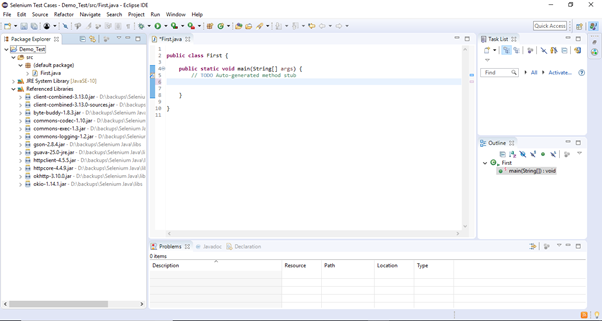 Selenium Test Cases - Demo_Test/src/First.java - Eclipse IDE
File Edit Source Refactor Navigate Search Project Run Window Help
Quick Access
Package Explorer
Demo_Test
src
(default package)
First.java
JRE System Library [JavaSE-10]
Referenced Libraries
client-combined-3.13.0.jar - D:\backups\Seleniu
client-combined-3.13.0-sources.jar - D:\backups
byte-buddy-1.8.3.jar - D:\backups\Selenium Java
commons-codec-1.10.jar - D:\backups\Selenium
commons-exec-1.3.jar - D:\backups\Selenium Jav
commons-logging-1.2.jar - D:\backups\Selenium
gson-2.8.4.jar - D:\backups\Selenium Java\libs
guava-25.0-jre.jar - D:\backups\Selenium Java\lib
httpclient-4.5.5.jar - D:\backups\Selenium Java\lib
httpcore-4.4.9.jar - D:\backups\Selenium Java\libs
okhttp-3.10.0.jar - D:\backups\Selenium Java\libs
okio-1.14.1.jar - D:\backups\Selenium Java\libs
*First.java
1
2 public class First {
3
4 public static void main(String[] args) {
5 // TODO Auto-generated method stub
6
7
8 }
9
10 }
11
Task List
Find All Activate...
Outline
First
main(String[]) : void
Problems Javadoc Declaration
0 items
Description Resource Path Location Type